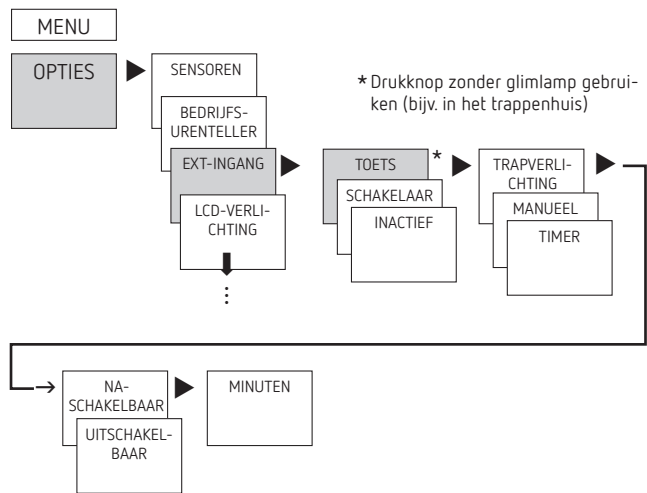 MENU
OPTIES
SENSOREN
BEDRIJFS-
URENTELLER
EXT-INGANG
LCD-VERLI-
CHTING
* Drukknop zonder glimlamp gebrui-
ken (bijv. in het trappenhuis)
TOETS *
SCHAKELAAR
INACTIEF
TRAPVERLI-
CHTING
MANUEEL
TIMER
NA-
SCHAKELBAAR
UITSCHAKEL-
BAAR
MINUTEN